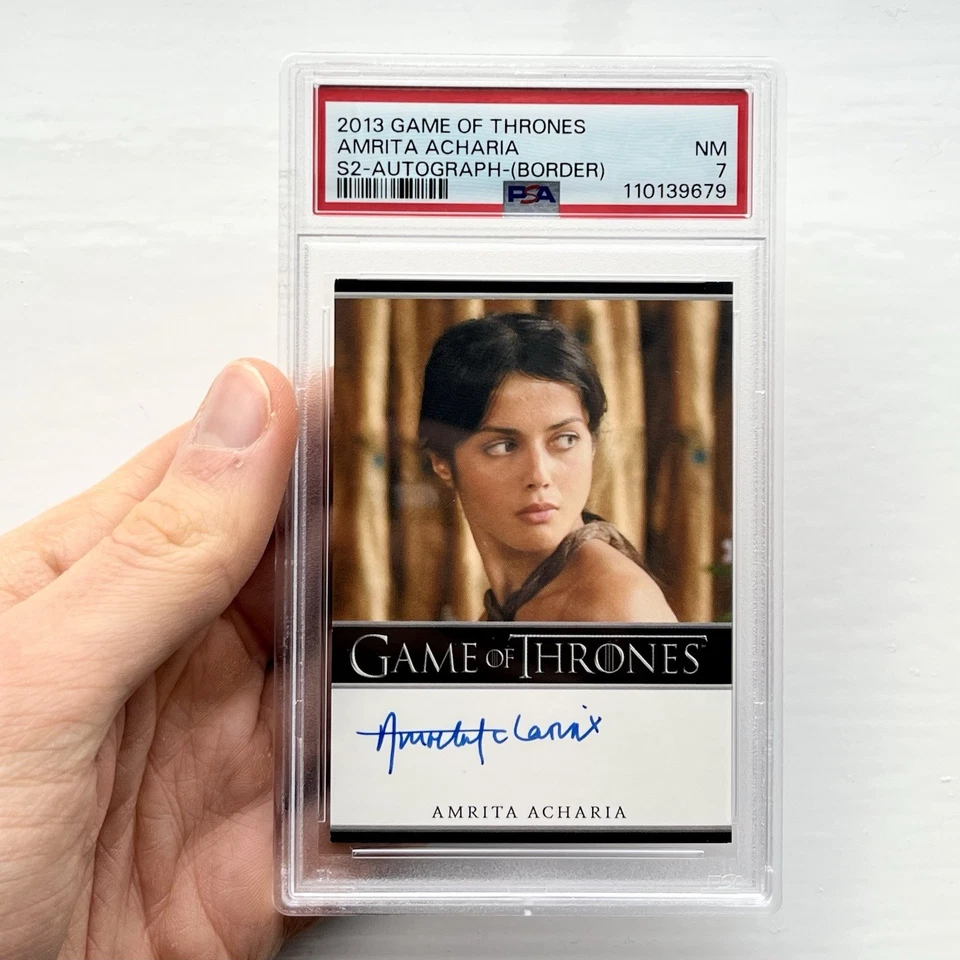 2013 GAME OF THRONES
AMRITA ACHARIA NM
S2-AUTOGRAPH-(BORDER) 7
PSA 110139679
GAME OF THRONES
AMRITA ACHARIA